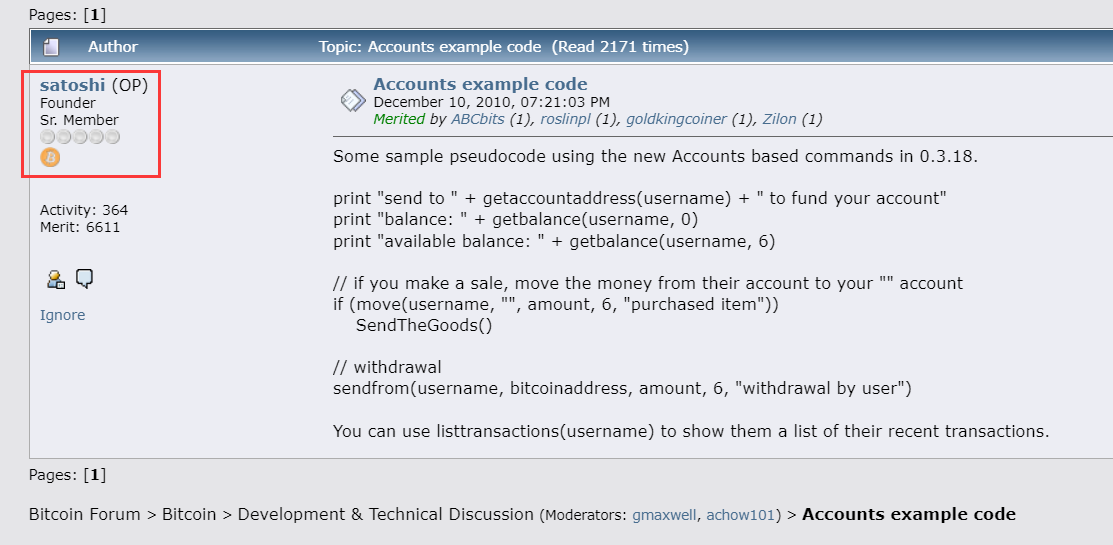 Pages: [1]
Author Topic: Accounts example code (Read 2171 times)
satoshi (OP)
Founder
Sr. Member
Activity: 364
Merit: 6611
Ignore
Accounts example code
December 10, 2010, 07:21:03 PM
Merited by ABCbits (1), roslinpl (1), goldkingcoiner (1), Zilon (1)
Some sample pseudocode using the new Accounts based commands in 0.3.18.
print "send to " + getaccountaddress(username) + " to fund your account"
print "balance: " + getbalance(username, 0)
print "available balance: " + getbalance(username, 6)
// if you make a sale, move the money from their account to your "" account
if (move(username, "", amount, 6, "purchased item"))
SendTheGoods()
// withdrawal
sendfrom(username, bitcoinaddress, amount, 6, "withdrawal by user")
You can use listtransactions(username) to show them a list of their recent transactions.
Pages: [1]
Bitcoin Forum > Bitcoin > Development & Technical Discussion (Moderators: gmaxwell, achow101) > Accounts example code